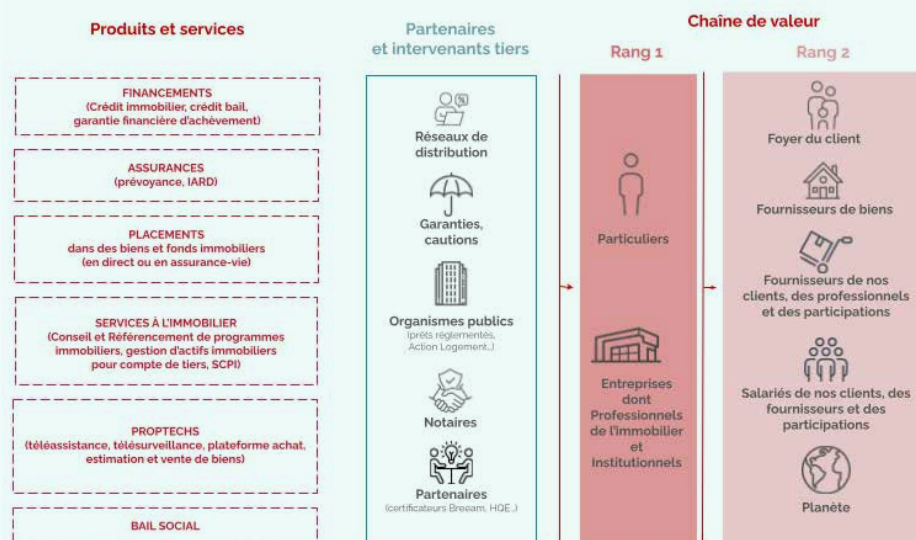 Produits et services
FINANCEMENTS
(Crédit immobilier, crédit bail,
garantie financière d'achèvement)
ASSURANCES
(prévoyance, IARD)
PLACEMENTS
dans des biens et fonds immobiliers
(en direct ou en assurance-vie)
SERVICES À L'IMMOBILIER
(Conseil et Référencement de programmes
immobiliers, gestion d'actifs immobiliers
pour compte de tiers, SCPI)
PROPTECHS
(téléassistance, télésurveillance, plateforme achat,
estimation et vente de biens)
BAIL SOCIAL
Partenaires
et intervenants tiers
Réseaux de
distribution
Garanties,
cautions
Organismes publics
(prêts réglementés,
Action Logement…)
Notaires
Partenaires
(certificateurs Breeam, HQE…)
Chaîne de valeur
Rang 1
Particuliers
Entreprises
dont
Professionnels
de l'immobilier
et
Institutionnels
Rang 2
Foyer du client
Fournisseurs de biens
Fournisseurs de nos
clients, des professionnels
et des participations
Salariés de nos clients, des
fournisseurs et des
participations
Planète